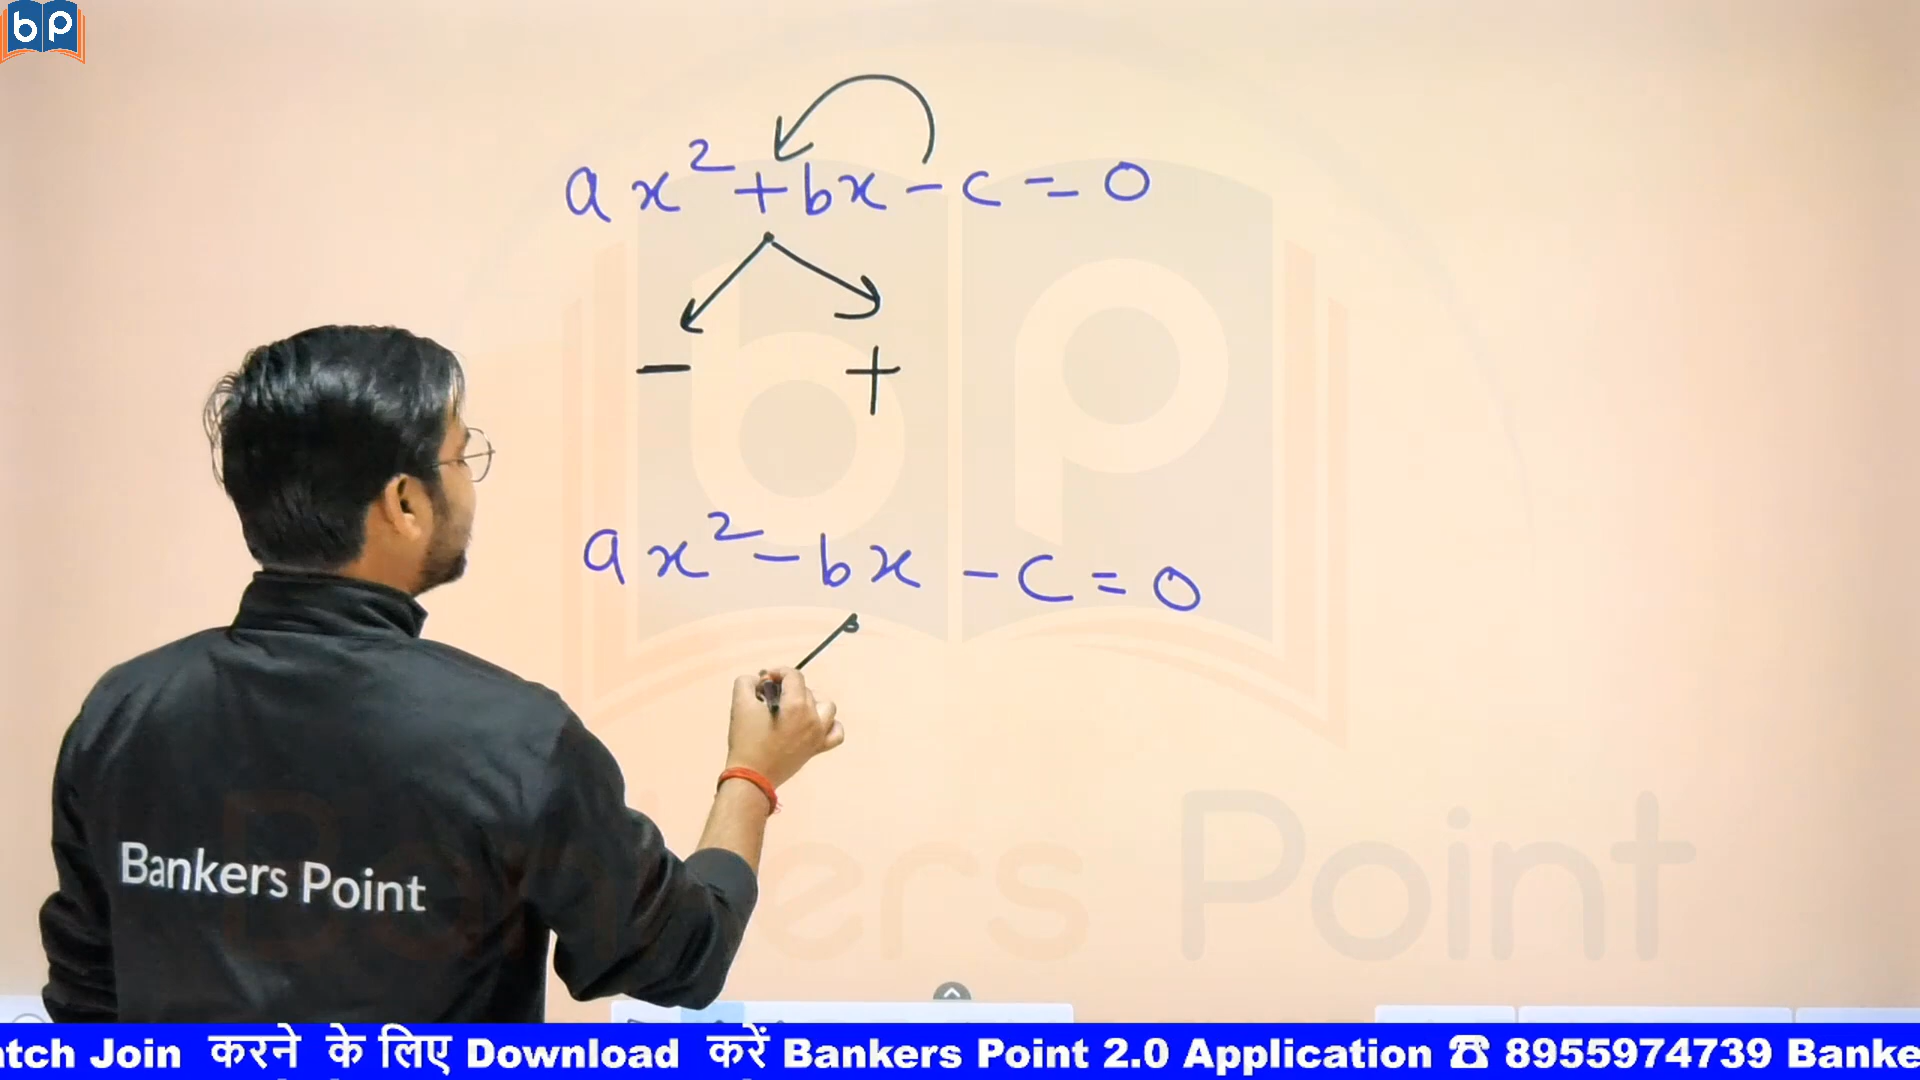 bp
ax² + bx - c = 0
- +
ax² - bx - c = 0
Bankers Point
Bankers Point
atch Join करने के लिए Download करें Bankers Point 2.0 Application ☎ 8955974739 Banke